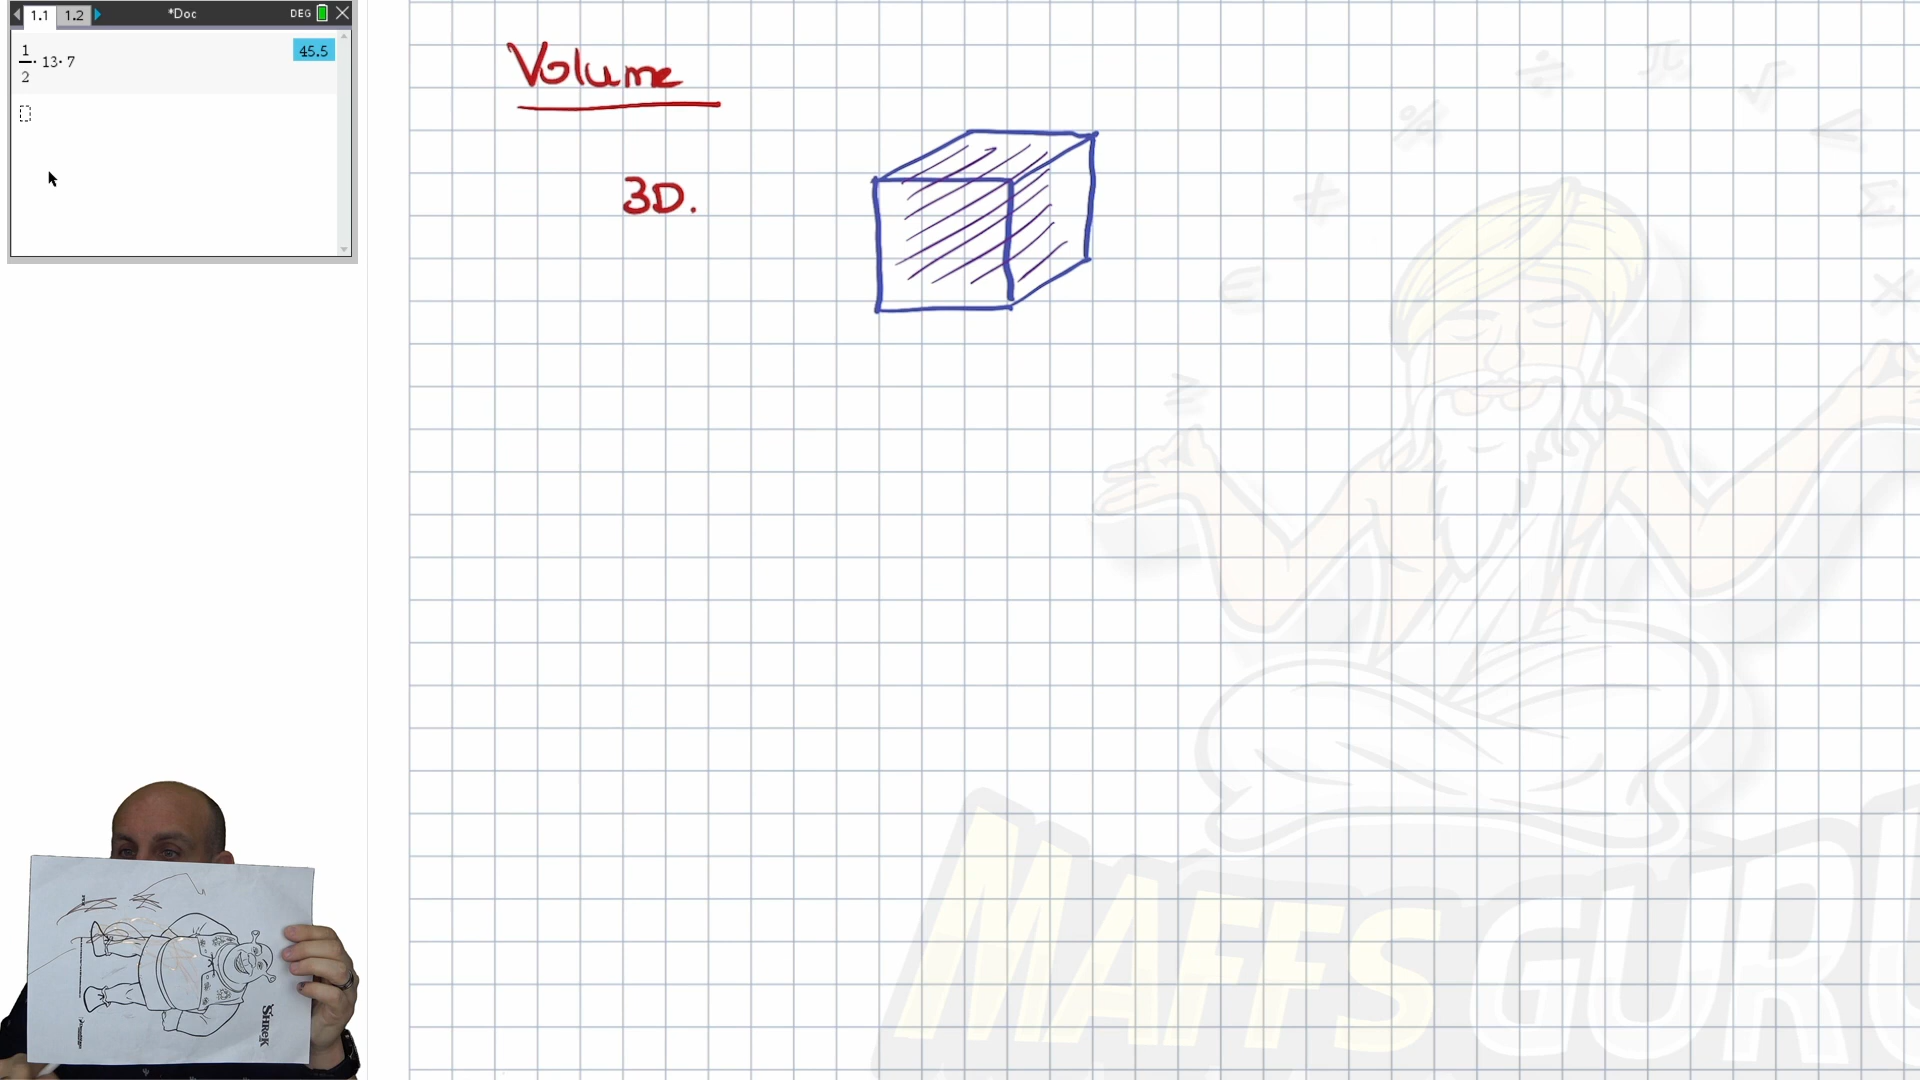 1.1 1.2 *Doc DEG
1/2· 13· 7 45.5
Volume
3D.
SHREK
MAFFS GURU